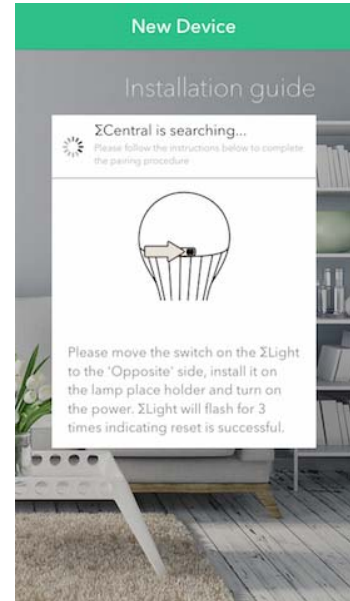 New Device
Installation guide
ΣCentral is searching...
Please follow the instructions below to complete
the pairing procedure
Please move the switch on the ΣLight
to the 'Opposite' side, install it on
the lamp place holder and turn on
the power. ΣLight will flash for 3
times indicating reset is successful.